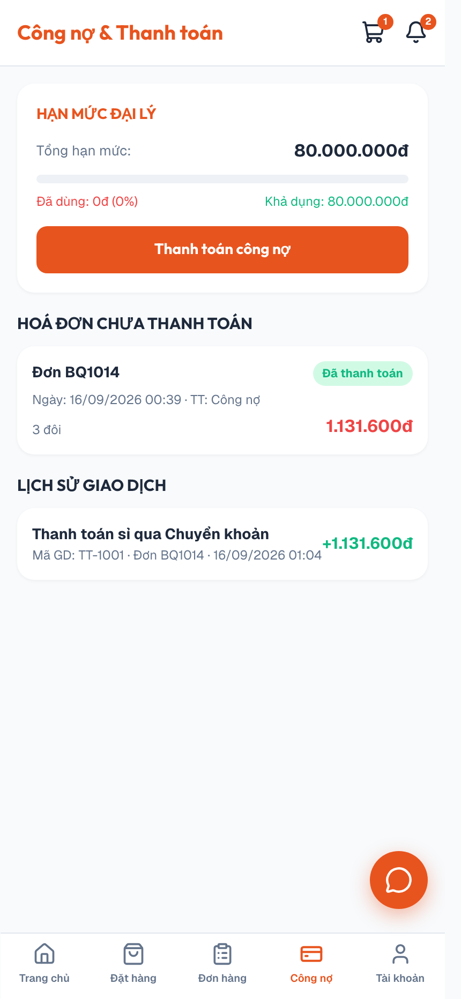 Công nợ & Thanh toán
1
2
HẠN MỨC ĐẠI LÝ
Tổng hạn mức: 80.000.000đ
Đã dùng: 0đ (0%) Khả dụng: 80.000.000đ
Thanh toán công nợ
HOÁ ĐƠN CHƯA THANH TOÁN
Đơn BQ1014 Đã thanh toán
Ngày: 16/09/2026 00:39 · TT: Công nợ
3 đôi 1.131.600đ
LỊCH SỬ GIAO DỊCH
Thanh toán sỉ qua Chuyển khoản
+1.131.600đ
Mã GD: TT-1001 · Đơn BQ1014 · 16/09/2026 01:04
Trang chủ Đặt hàng Đơn hàng Công nợ Tài khoản